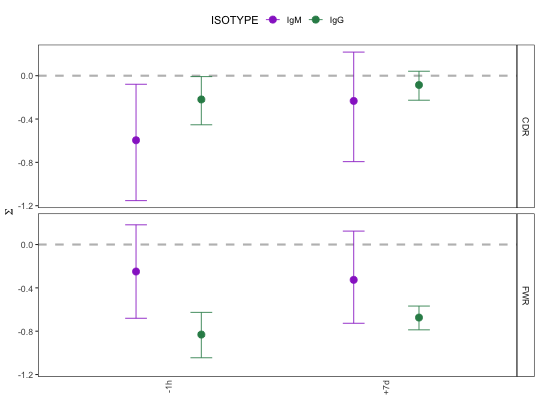 ISOTYPE IgM IgG
0.0
-0.4
-0.8
-1.2
CDR
Σ
0.0
-0.4
-0.8
-1.2
FWR
-1h +7d